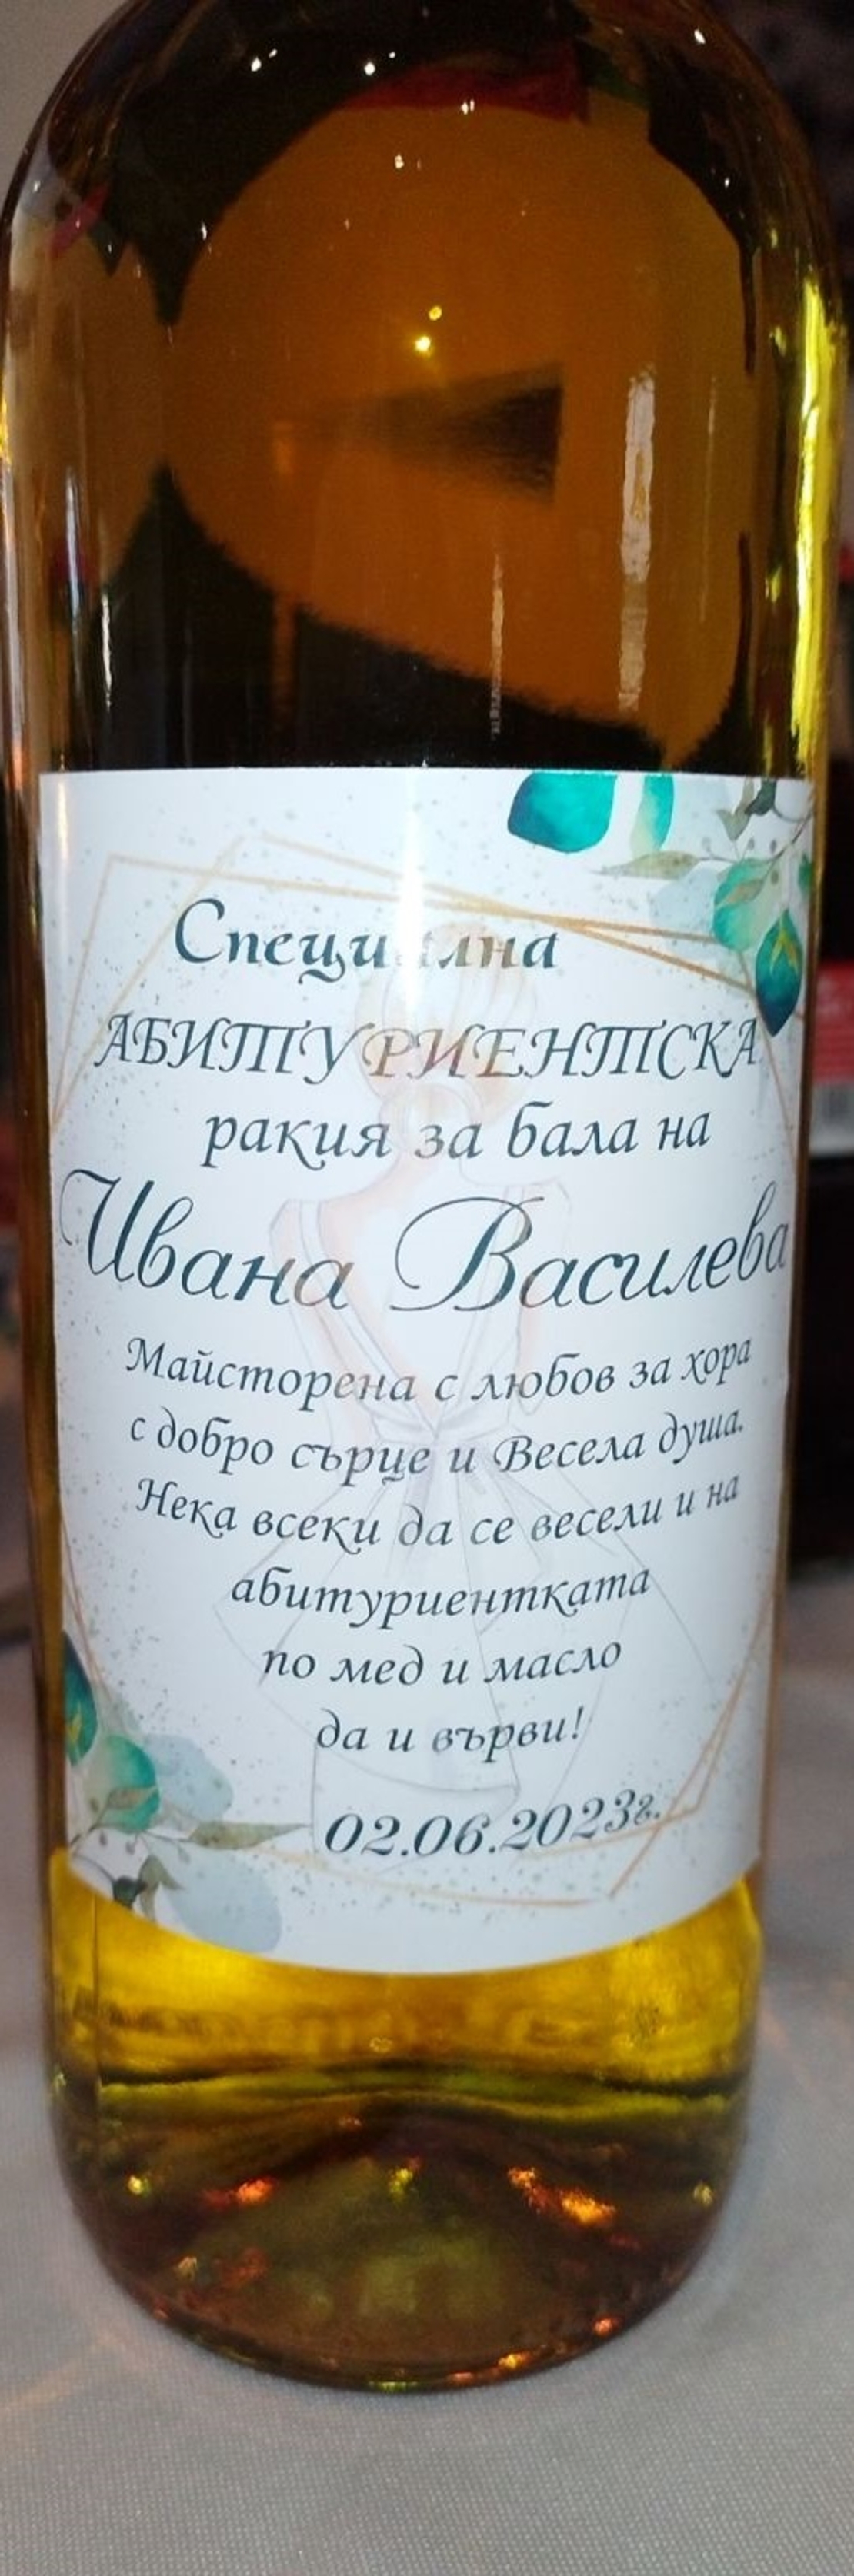 Специална
АБИТУРИЕНТСКА
ракия за бала на
Ивана Василева
Майсторена с любов за хора
с добро сърце и Весела душа.
Нека всеки да се весели и на
абитуриентката
по мед и масло
да и върви!
02.06.2023г.